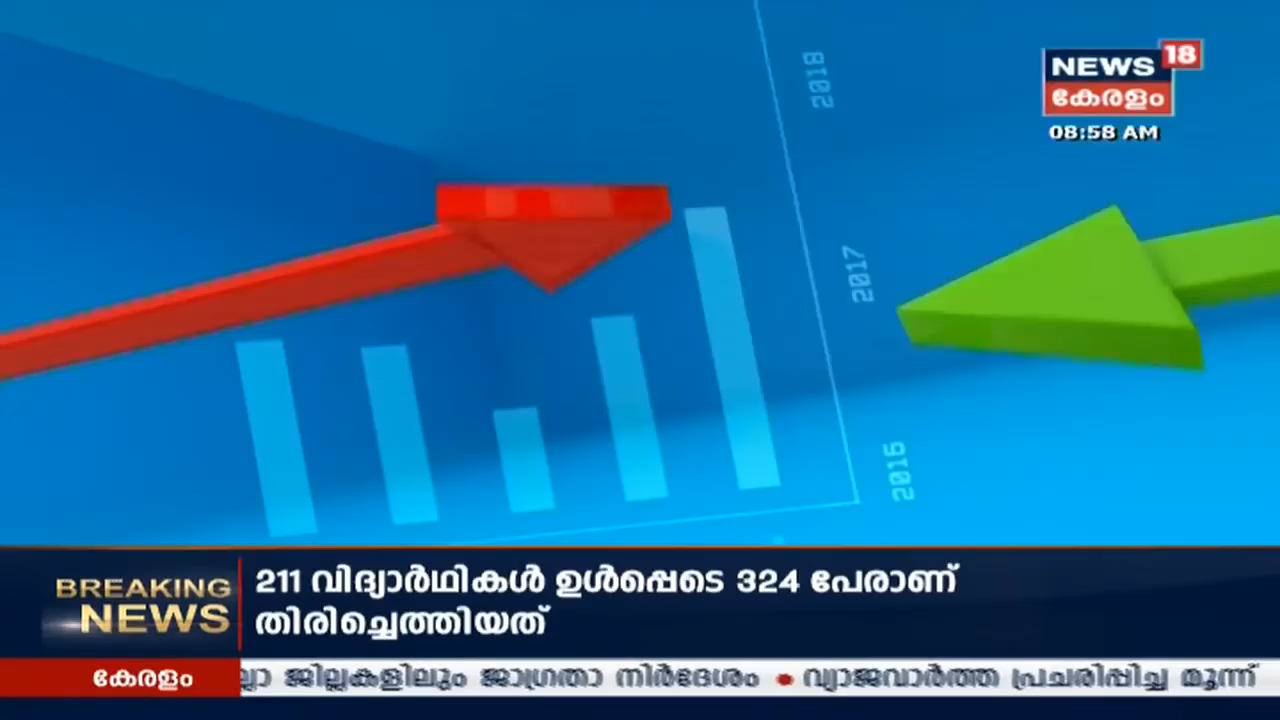 2018
NEWS 18
കേരളം
08:58 AM
2017
2016
BREAKING
NEWS
211 വിദ്യാർഥികൾ ഉൾപ്പെടെ 324 പേരാണ്
തിരിച്ചെത്തിയത്
കേരളം
ജില്ലകളിലും ജാഗ്രതാ നിർദേശം • വ്യാജവാർത്ത പ്രചരിപ്പിച്ച മൂന്ന്